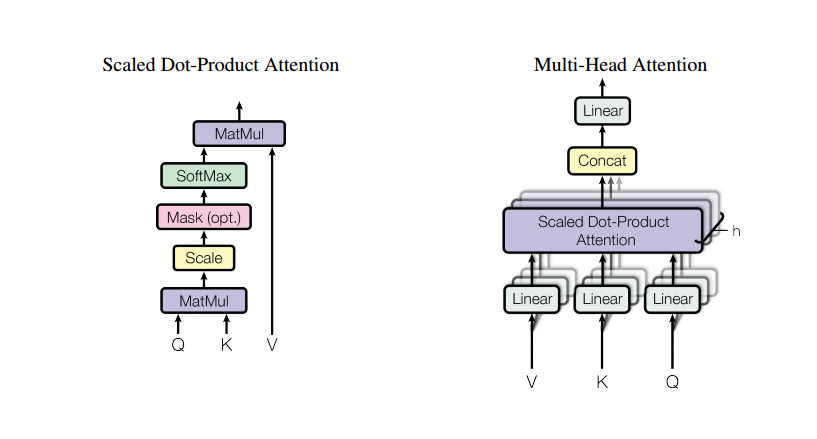 Scaled Dot-Product Attention
MatMul
SoftMax
Mask (opt.)
Scale
MatMul
Q K V
Multi-Head Attention
Linear
Concat
Scaled Dot-Product
Attention
h
Linear Linear Linear
V K Q